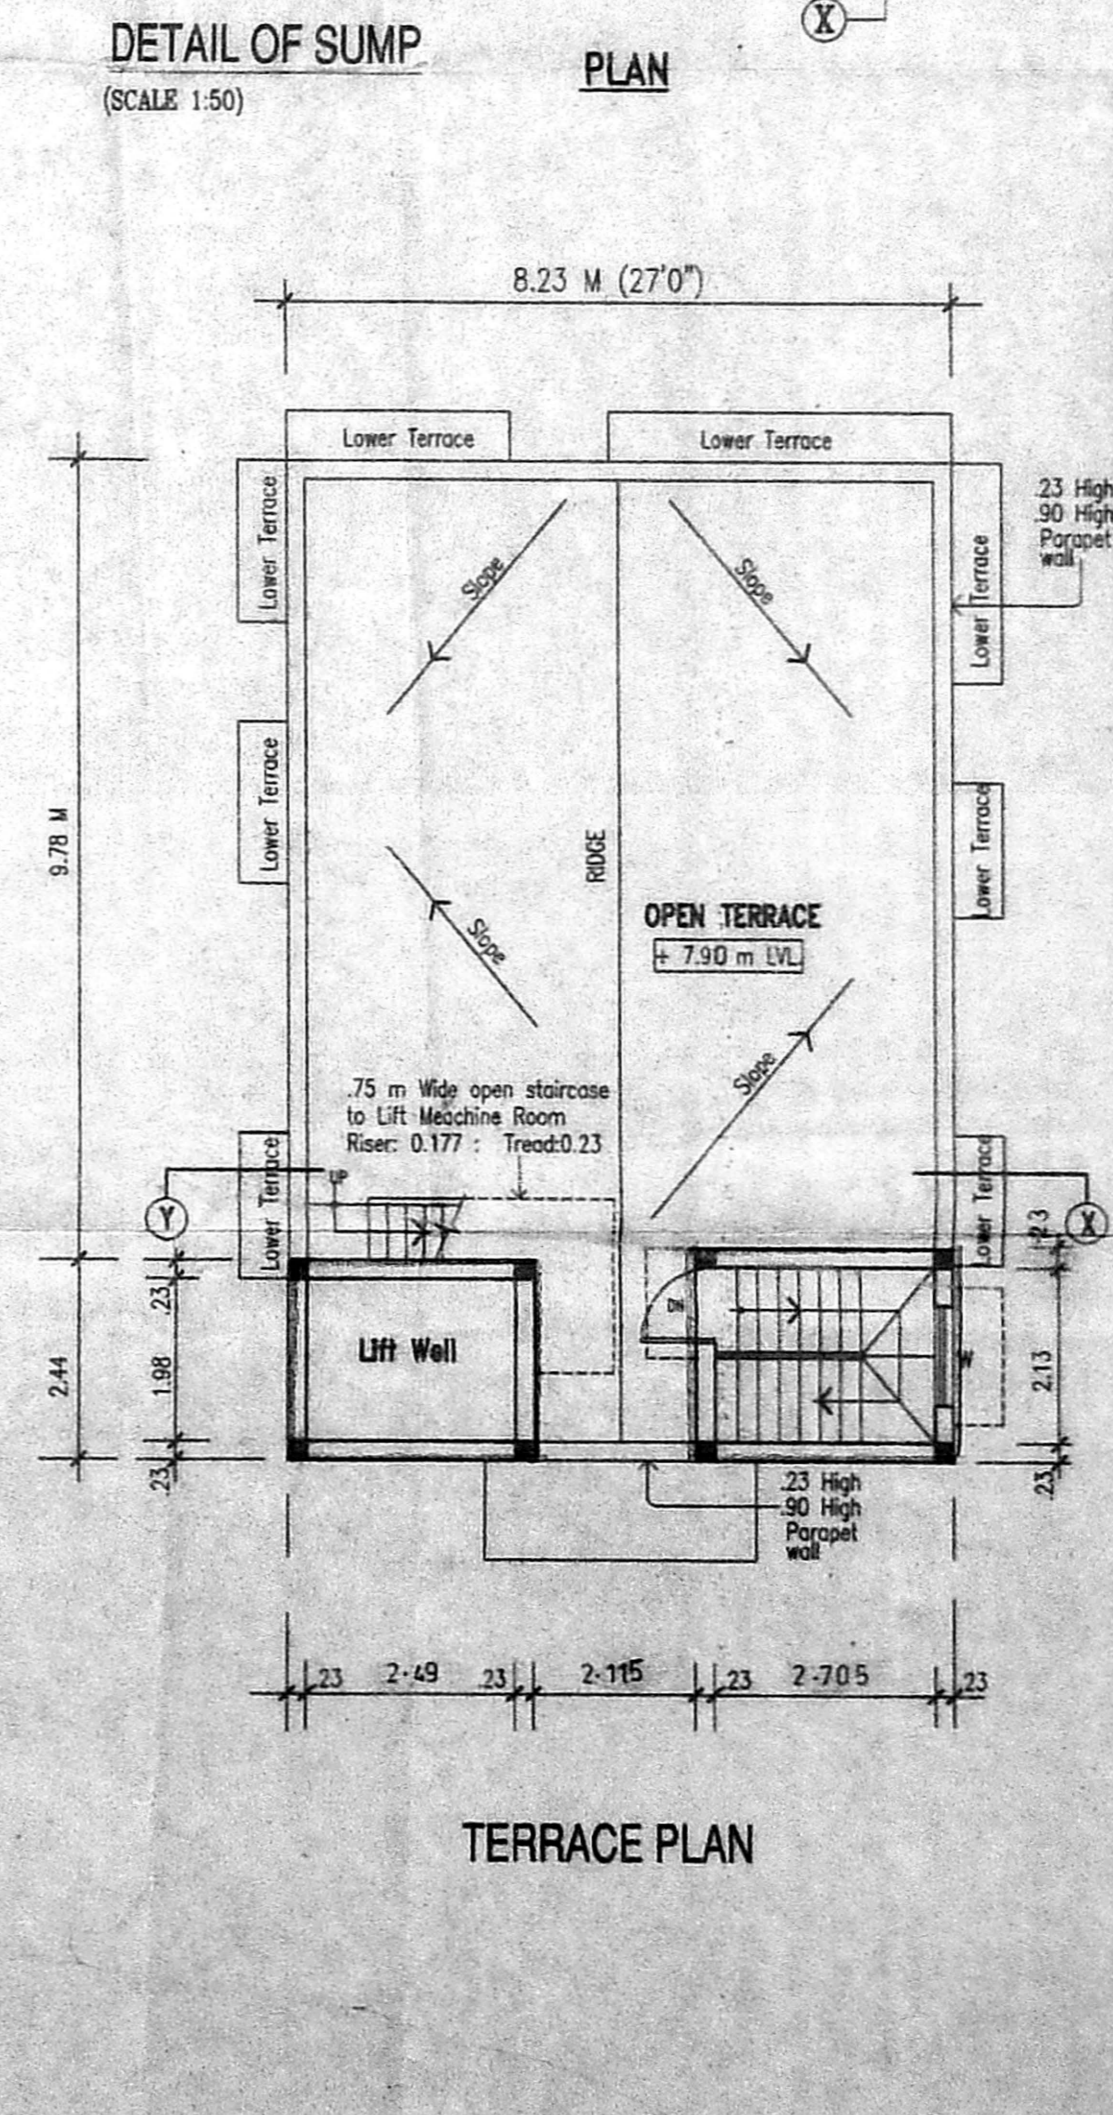 X
DETAIL OF SUMP
PLAN
(SCALE 1:50)
8.23 M (27'0")
Lower Terrace
Lower Terrace
Lower Terrace
Lower Terrace
.23 High
.90 High
Parapet
wall
Slope
Slope
Lower Terrace
Lower Terrace
9.78 M
RIDGE
OPEN TERRACE
+ 7.90 m LVL.
Slope
Slope
.75 m Wide open staircase
to Lift Meachine Room
Riser: 0.177 : Tread:0.23
Lower Terrace
Lower Terrace
UP
Y
X
.23
.23
DN
Lift Well
W
2.44
1.98
2.13
.23
.23
.23 High
.90 High
Parapet
wall
.23
2.49
.23
2.115
.23
2.705
.23
TERRACE PLAN